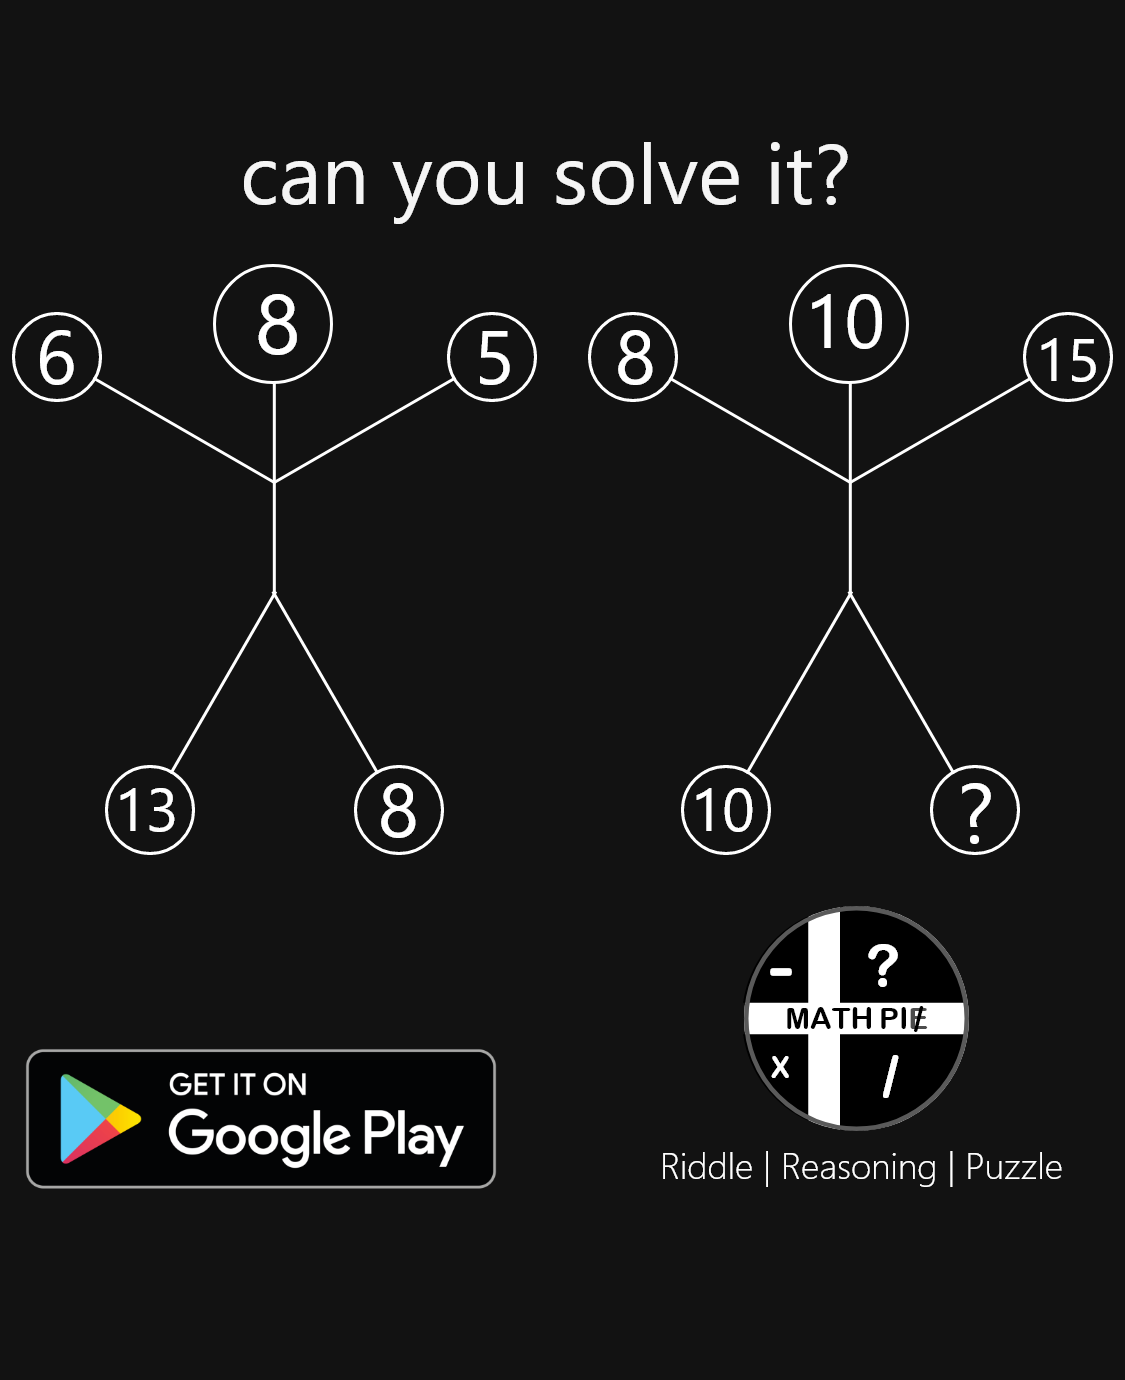 can you solve it?
6 8 5 8 10 15
13 8 10 ?
- ?
MATH PIE
x /
GET IT ON
Google Play
Riddle | Reasoning | Puzzle